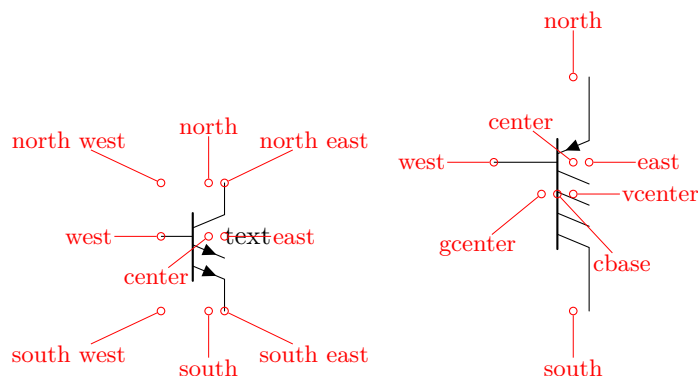 north
center
north west
north
north east
west
east
vcenter
west
text
east
gcenter
cbase
center
south west
south
south east
south